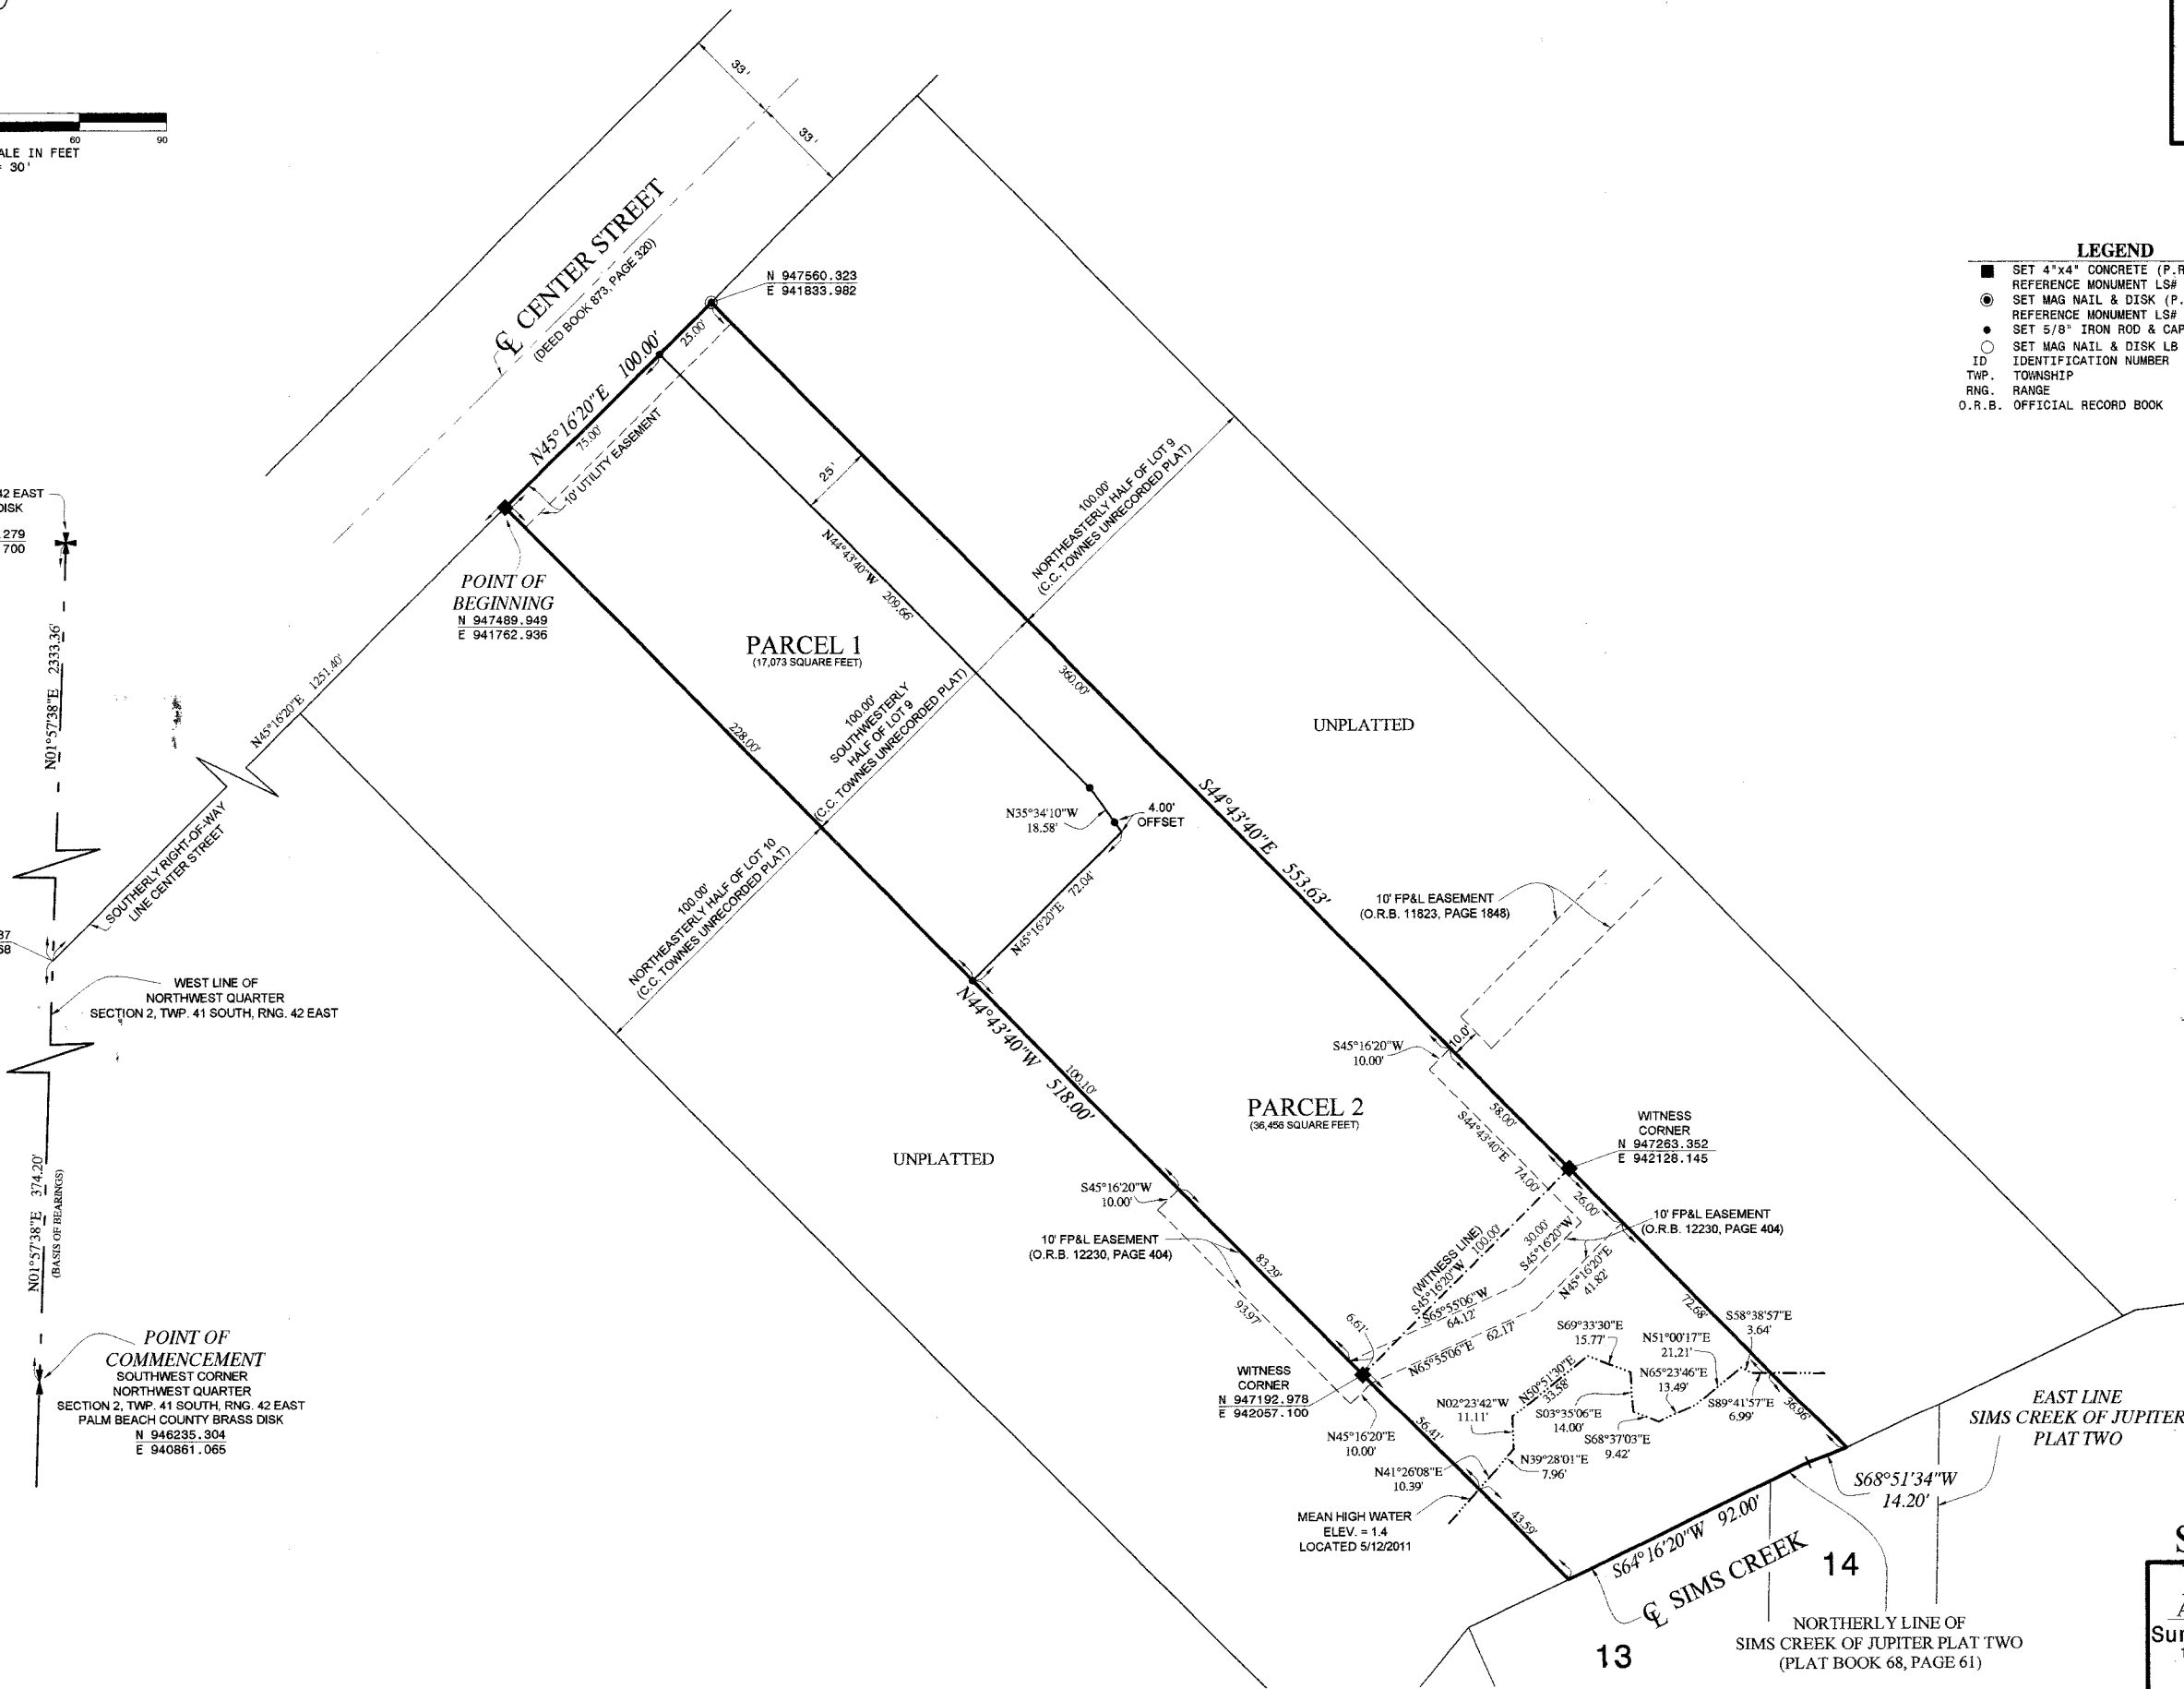 60
90
ALE IN FEET
= 30'
33'
33'
℄ CENTER STREET
(DEED BOOK 873, PAGE 320)
N 947560.323
E 941833.982
25.00'
N45°16'20"E 100.00'
75.00'
10' UTILITY EASEMENT
LEGEND
SET 4"x4" CONCRETE (P.R
REFERENCE MONUMENT LS#
SET MAG NAIL & DISK (P.
REFERENCE MONUMENT LS#
SET 5/8" IRON ROD & CAP
SET MAG NAIL & DISK LB
ID IDENTIFICATION NUMBER
TWP. TOWNSHIP
RNG. RANGE
O.R.B. OFFICIAL RECORD BOOK
42 EAST
DISK
.279
700
N01°57'38"E 2333.36'
POINT OF
BEGINNING
N 947489.949
E 941762.936
N45°16'20"E 1251.40'
25'
N44°43'40"W 209.66'
100.00'
NORTHEASTERLY HALF OF LOT 9
(C.C. TOWNES UNRECORDED PLAT)
PARCEL 1
(17,073 SQUARE FEET)
360.00'
228.00'
100.00'
SOUTHWESTERLY
HALF OF LOT 9
(C.C. TOWNES UNRECORDED PLAT)
UNPLATTED
N35°34'10"W
18.58'
4.00'
OFFSET
S44°43'40"E 553.63'
SOUTHERLY RIGHT-OF-WAY
LINE CENTER STREET
37
68
100.00'
NORTHEASTERLY HALF OF LOT 10
(C.C. TOWNES UNRECORDED PLAT)
N45°16'20"E 72.04'
10' FP&L EASEMENT
(O.R.B. 11823, PAGE 1848)
WEST LINE OF
NORTHWEST QUARTER
SECTION 2, TWP. 41 SOUTH, RNG. 42 EAST
N44°43'40"W 518.00'
100.10'
S45°16'20"W
10.00'
10.0'
PARCEL 2
(36,456 SQUARE FEET)
58.00'
S44°43'40"E 74.00'
WITNESS
CORNER
N 947263.352
E 942128.145
UNPLATTED
N01°57'38"E 374.20'
(BASIS OF BEARINGS)
S45°16'20"W
10.00'
26.00'
10' FP&L EASEMENT
(O.R.B. 12230, PAGE 404)
10' FP&L EASEMENT
(O.R.B. 12230, PAGE 404)
83.29'
93.97'
(WITNESS LINE)
S45°16'20"W 100.00'
30.00'
S45°16'20"W
N45°16'20"E
41.82'
S65°55'06"W
64.12'
N65°55'06"E 62.17'
6.61'
72.68'
S58°38'57"E
3.64'
S69°33'30"E
15.77'
N51°00'17"E
21.21'
N65°23'46"E
13.49'
POINT OF
COMMENCEMENT
SOUTHWEST CORNER
NORTHWEST QUARTER
SECTION 2, TWP. 41 SOUTH, RNG. 42 EAST
PALM BEACH COUNTY BRASS DISK
N 946235.304
E 940861.065
WITNESS
CORNER
N 947192.978
E 942057.100
N50°51'30"E
33.58'
N02°23'42"W
11.11'
S03°35'06"E
14.00'
S89°41'57"E
6.99'
36.96'
S68°37'03"E
9.42'
N45°16'20"E
10.00'
56.41'
N39°28'01"E
7.96'
N41°26'08"E
10.39'
EAST LINE
SIMS CREEK OF JUPITER
PLAT TWO
S68°51'34"W
14.20'
MEAN HIGH WATER
ELEV. = 1.4
LOCATED 5/12/2011
43.59'
S64°16'20"W 92.00'
℄ SIMS CREEK
14
13
NORTHERLY LINE OF
SIMS CREEK OF JUPITER PLAT TWO
(PLAT BOOK 68, PAGE 61)
Sur